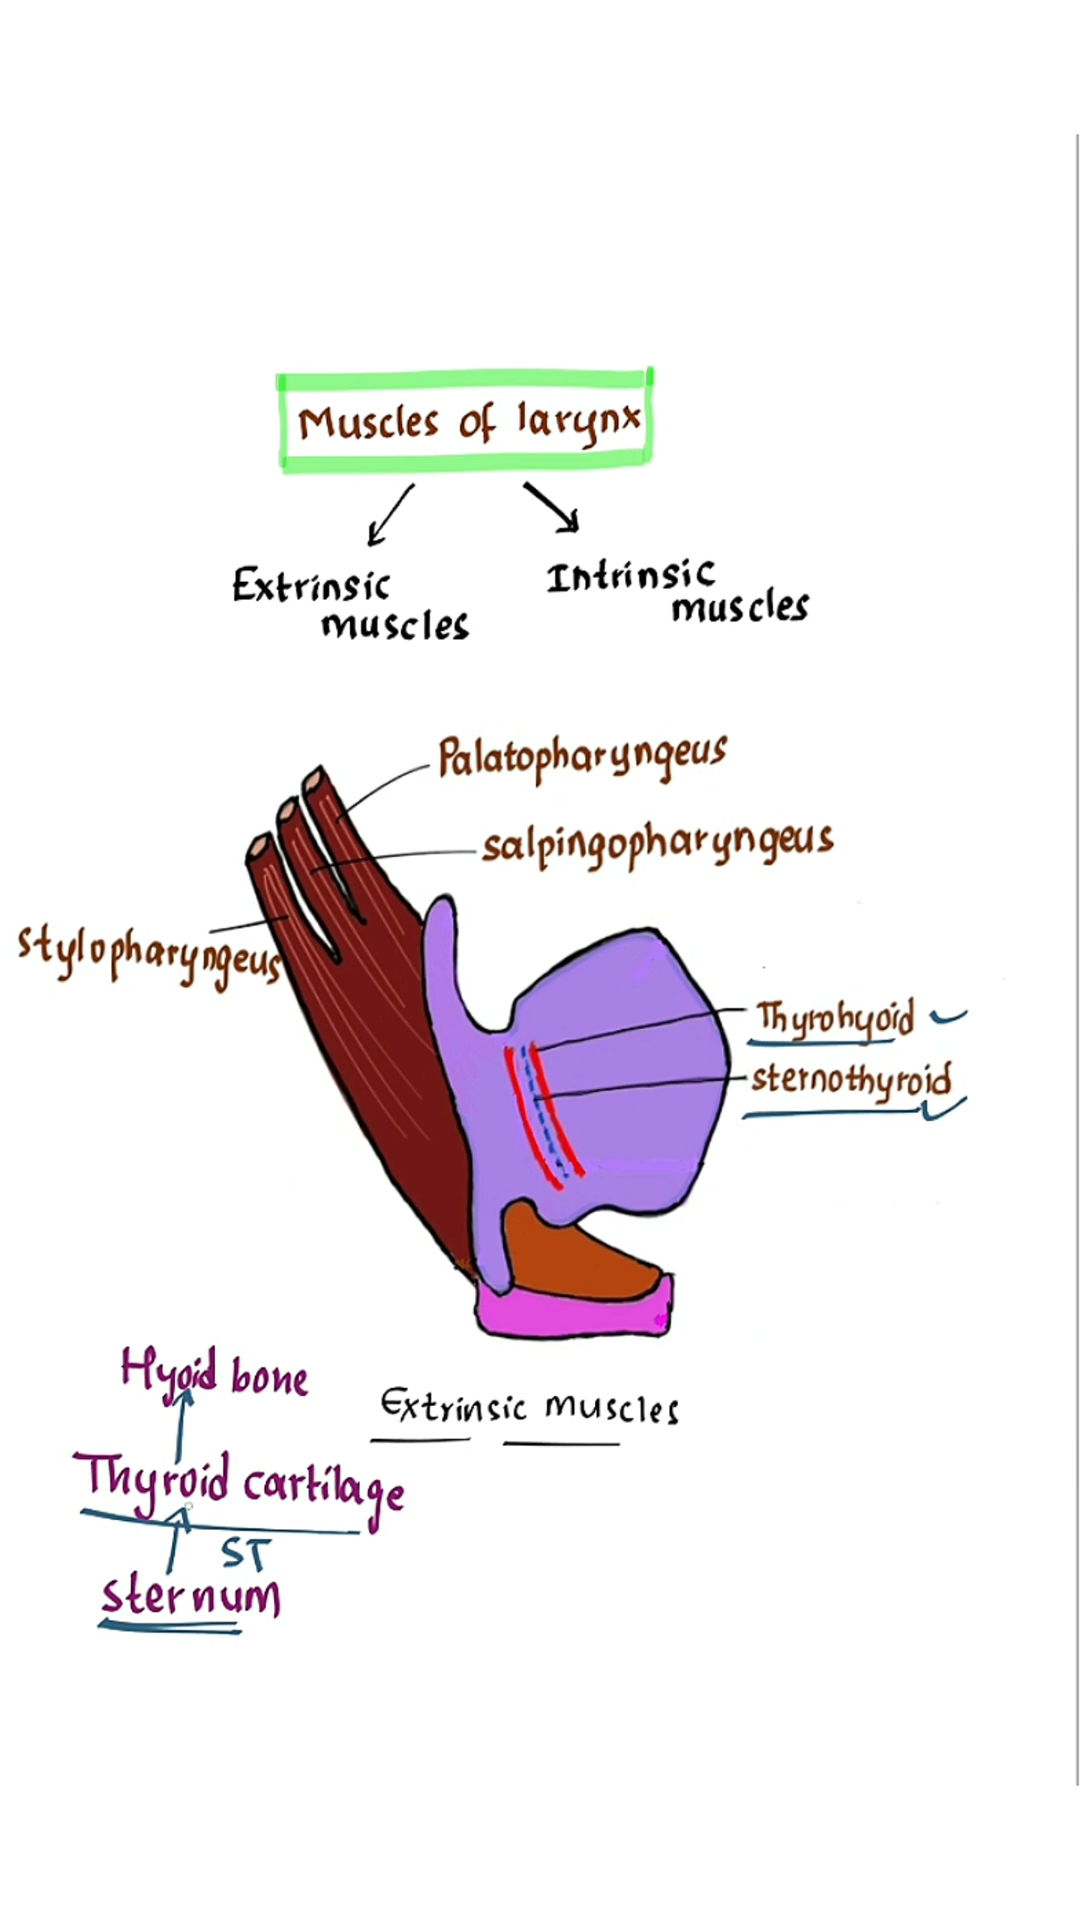 Muscles of larynx
Extrinsic
muscles
Intrinsic
muscles
Palatopharyngeus
salpingopharyngeus
stylopharyngeus
Thyrohyoid
sternothyroid
Hyoid bone
Extrinsic muscles
Thyroid cartilage
ST
sternum